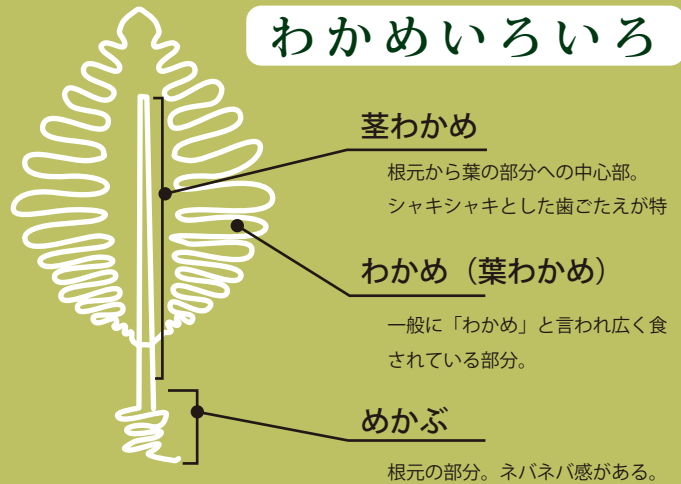 わかめいろいろ
茎わかめ
根元から葉の部分への中心部。
シャキシャキとした歯ごたえが特
わかめ（葉わかめ）
一般に「わかめ」と言われ広く食
されている部分。
めかぶ
根元の部分。ネバネバ感がある。